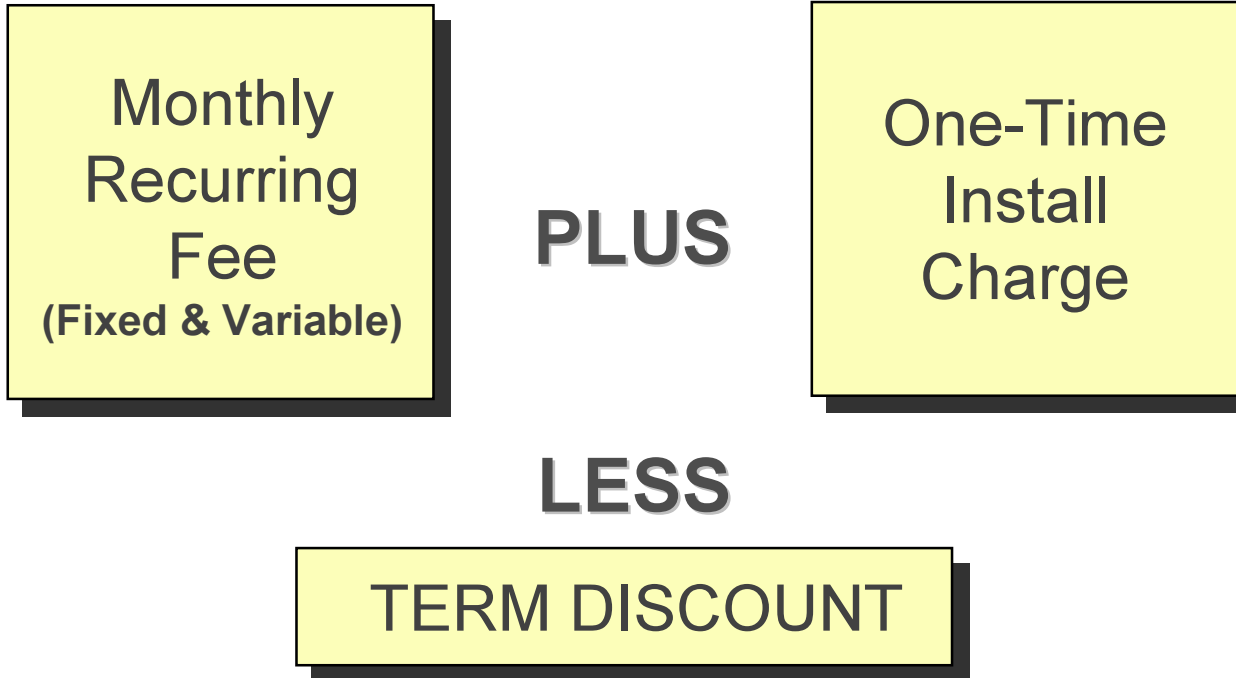 Monthly
Recurring
Fee
(Fixed & Variable)
PLUS
One-Time
Install
Charge
LESS
TERM DISCOUNT